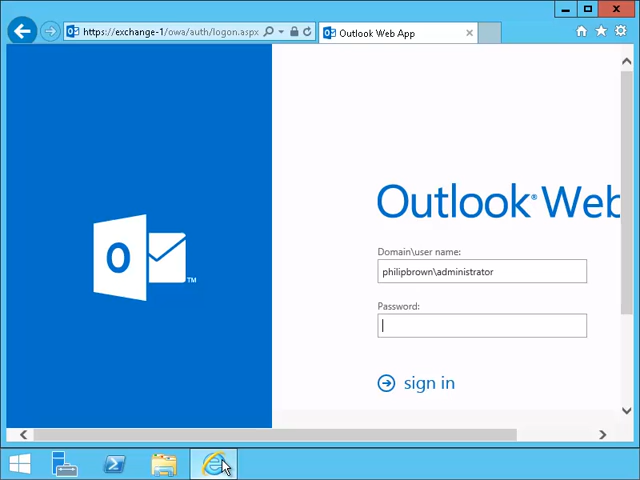 https://exchange-1/owa/auth/logon.aspx
Outlook Web App
O
TM
Outlook® Web
Domain\user name:
philipbrown\administrator
Password:
sign in